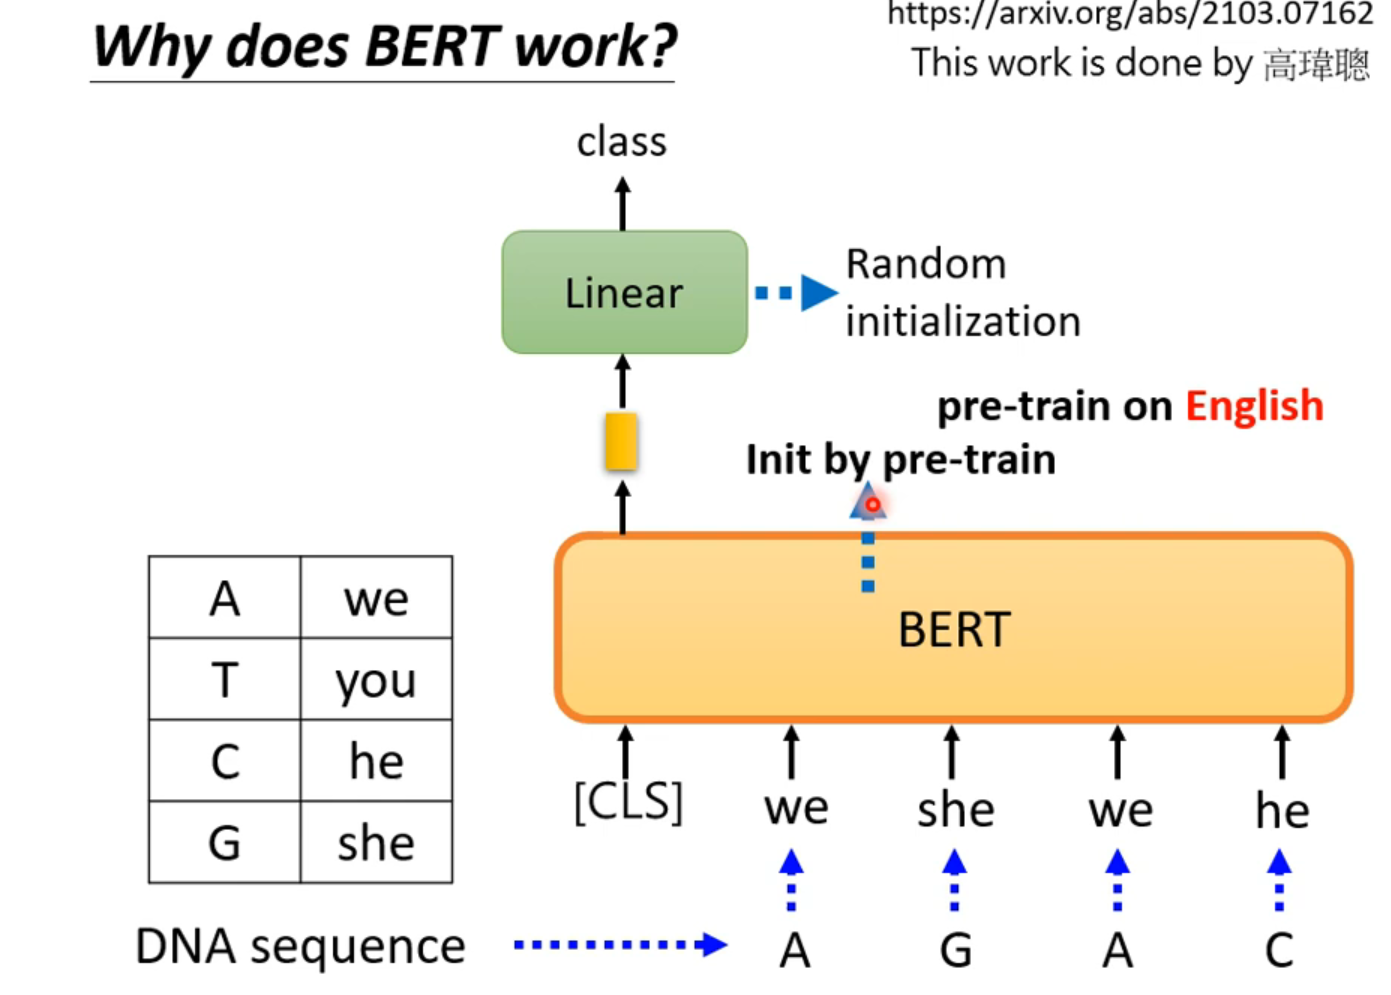 Why does BERT work?
https://arxiv.org/abs/2103.07162
This work is done by 高瑋聰
class
Linear
Random
initialization
pre-train on English
Init by pre-train
BERT
A we
T you
C he
G she
[CLS] we she we he
DNA sequence A G A C